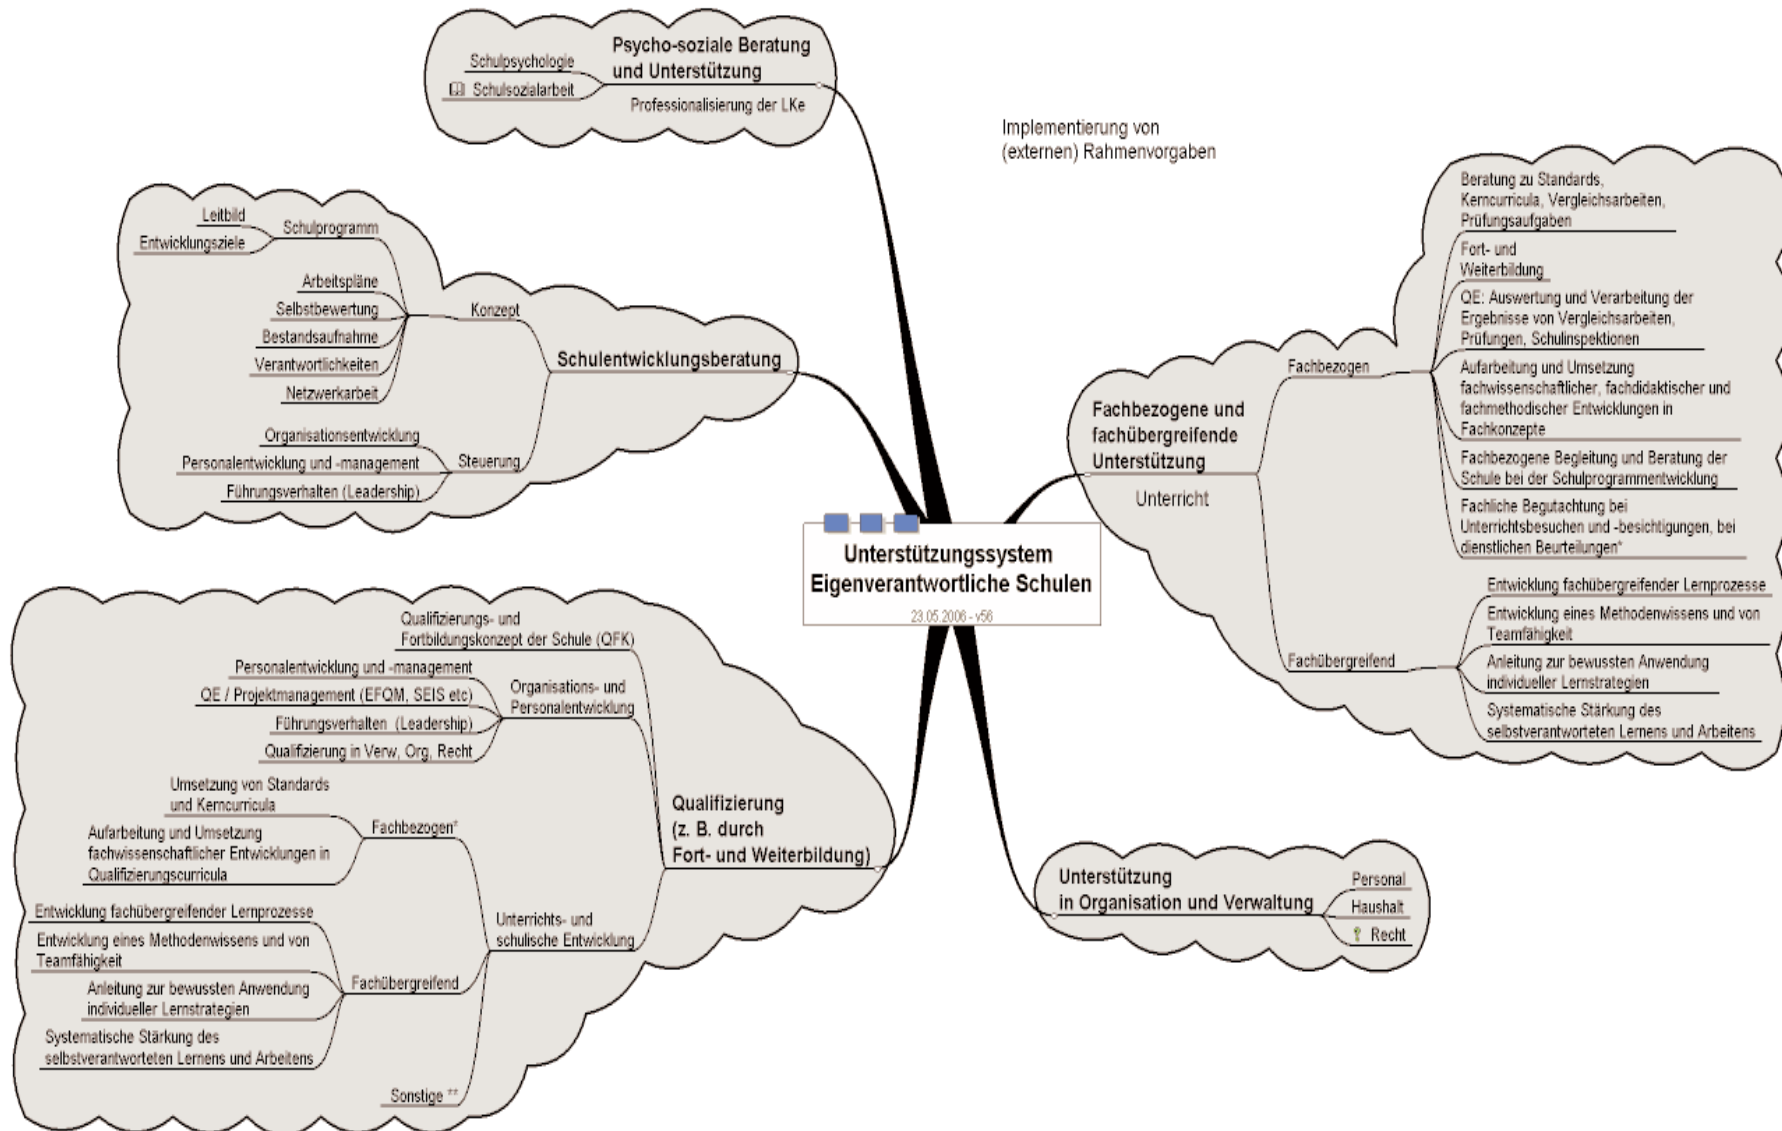 Psycho-soziale Beratung
und Unterstützung
Schulpsychologie
Schulsozialarbeit
Professionalisierung der LKe
Implementierung von
(externen) Rahmenvorgaben
Schulentwicklungsberatung
Konzept
Schulprogramm
Leitbild
Entwicklungsziele
Arbeitspläne
Selbstbewertung
Bestandsaufnahme
Verantwortlichkeiten
Netzwerkarbeit
Steuerung
Organisationsentwicklung
Personalentwicklung und -management
Führungsverhalten (Leadership)
Fachbezogene und
fachübergreifende
Unterstützung
Unterricht
Fachbezogen
Beratung zu Standards,
Kerncurricula, Vergleichsarbeiten,
Prüfungsaufgaben
Fort- und
Weiterbildung
QE: Auswertung und Verarbeitung der
Ergebnisse von Vergleichsarbeiten,
Prüfungen, Schulinspektionen
Aufarbeitung und Umsetzung
fachwissenschaftlicher, fachdidaktischer und
fachmethodischer Entwicklungen in
Fachkonzepte
Fachbezogene Begleitung und Beratung der
Schule bei der Schulprogrammentwicklung
Fachliche Begutachtung bei
Unterrichtsbesuchen und -besichtigungen, bei
dienstlichen Beurteilungen*
Fachübergreifend
Entwicklung fachübergreifender Lernprozesse
Entwicklung eines Methodenwissens und von
Teamfähigkeit
Anleitung zur bewussten Anwendung
individueller Lernstrategien
Systematische Stärkung des
selbstverantworteten Lernens und Arbeitens
Unterstützungssystem
Eigenverantwortliche Schulen
23.05.2006 - v56
Qualifizierung
(z. B. durch
Fort- und Weiterbildung)
Qualifizierungs- und
Fortbildungskonzept der Schule (QFK)
Organisations- und
Personalentwicklung
Personalentwicklung und -management
QE / Projektmanagement (EFQM, SEIS etc)
Führungsverhalten (Leadership)
Qualifizierung in Verw, Org, Recht
Unterrichts- und
schulische Entwicklung
Fachbezogen*
Umsetzung von Standards
und Kerncurricula
Aufarbeitung und Umsetzung
fachwissenschaftlicher Entwicklungen in
Qualifizierungscurricula
Fachübergreifend
Entwicklung fachübergreifender Lernprozesse
Entwicklung eines Methodenwissens und von
Teamfähigkeit
Anleitung zur bewussten Anwendung
individueller Lernstrategien
Systematische Stärkung des
selbstverantworteten Lernens und Arbeitens
Sonstige **
Unterstützung
in Organisation und Verwaltung
Personal
Haushalt
Recht